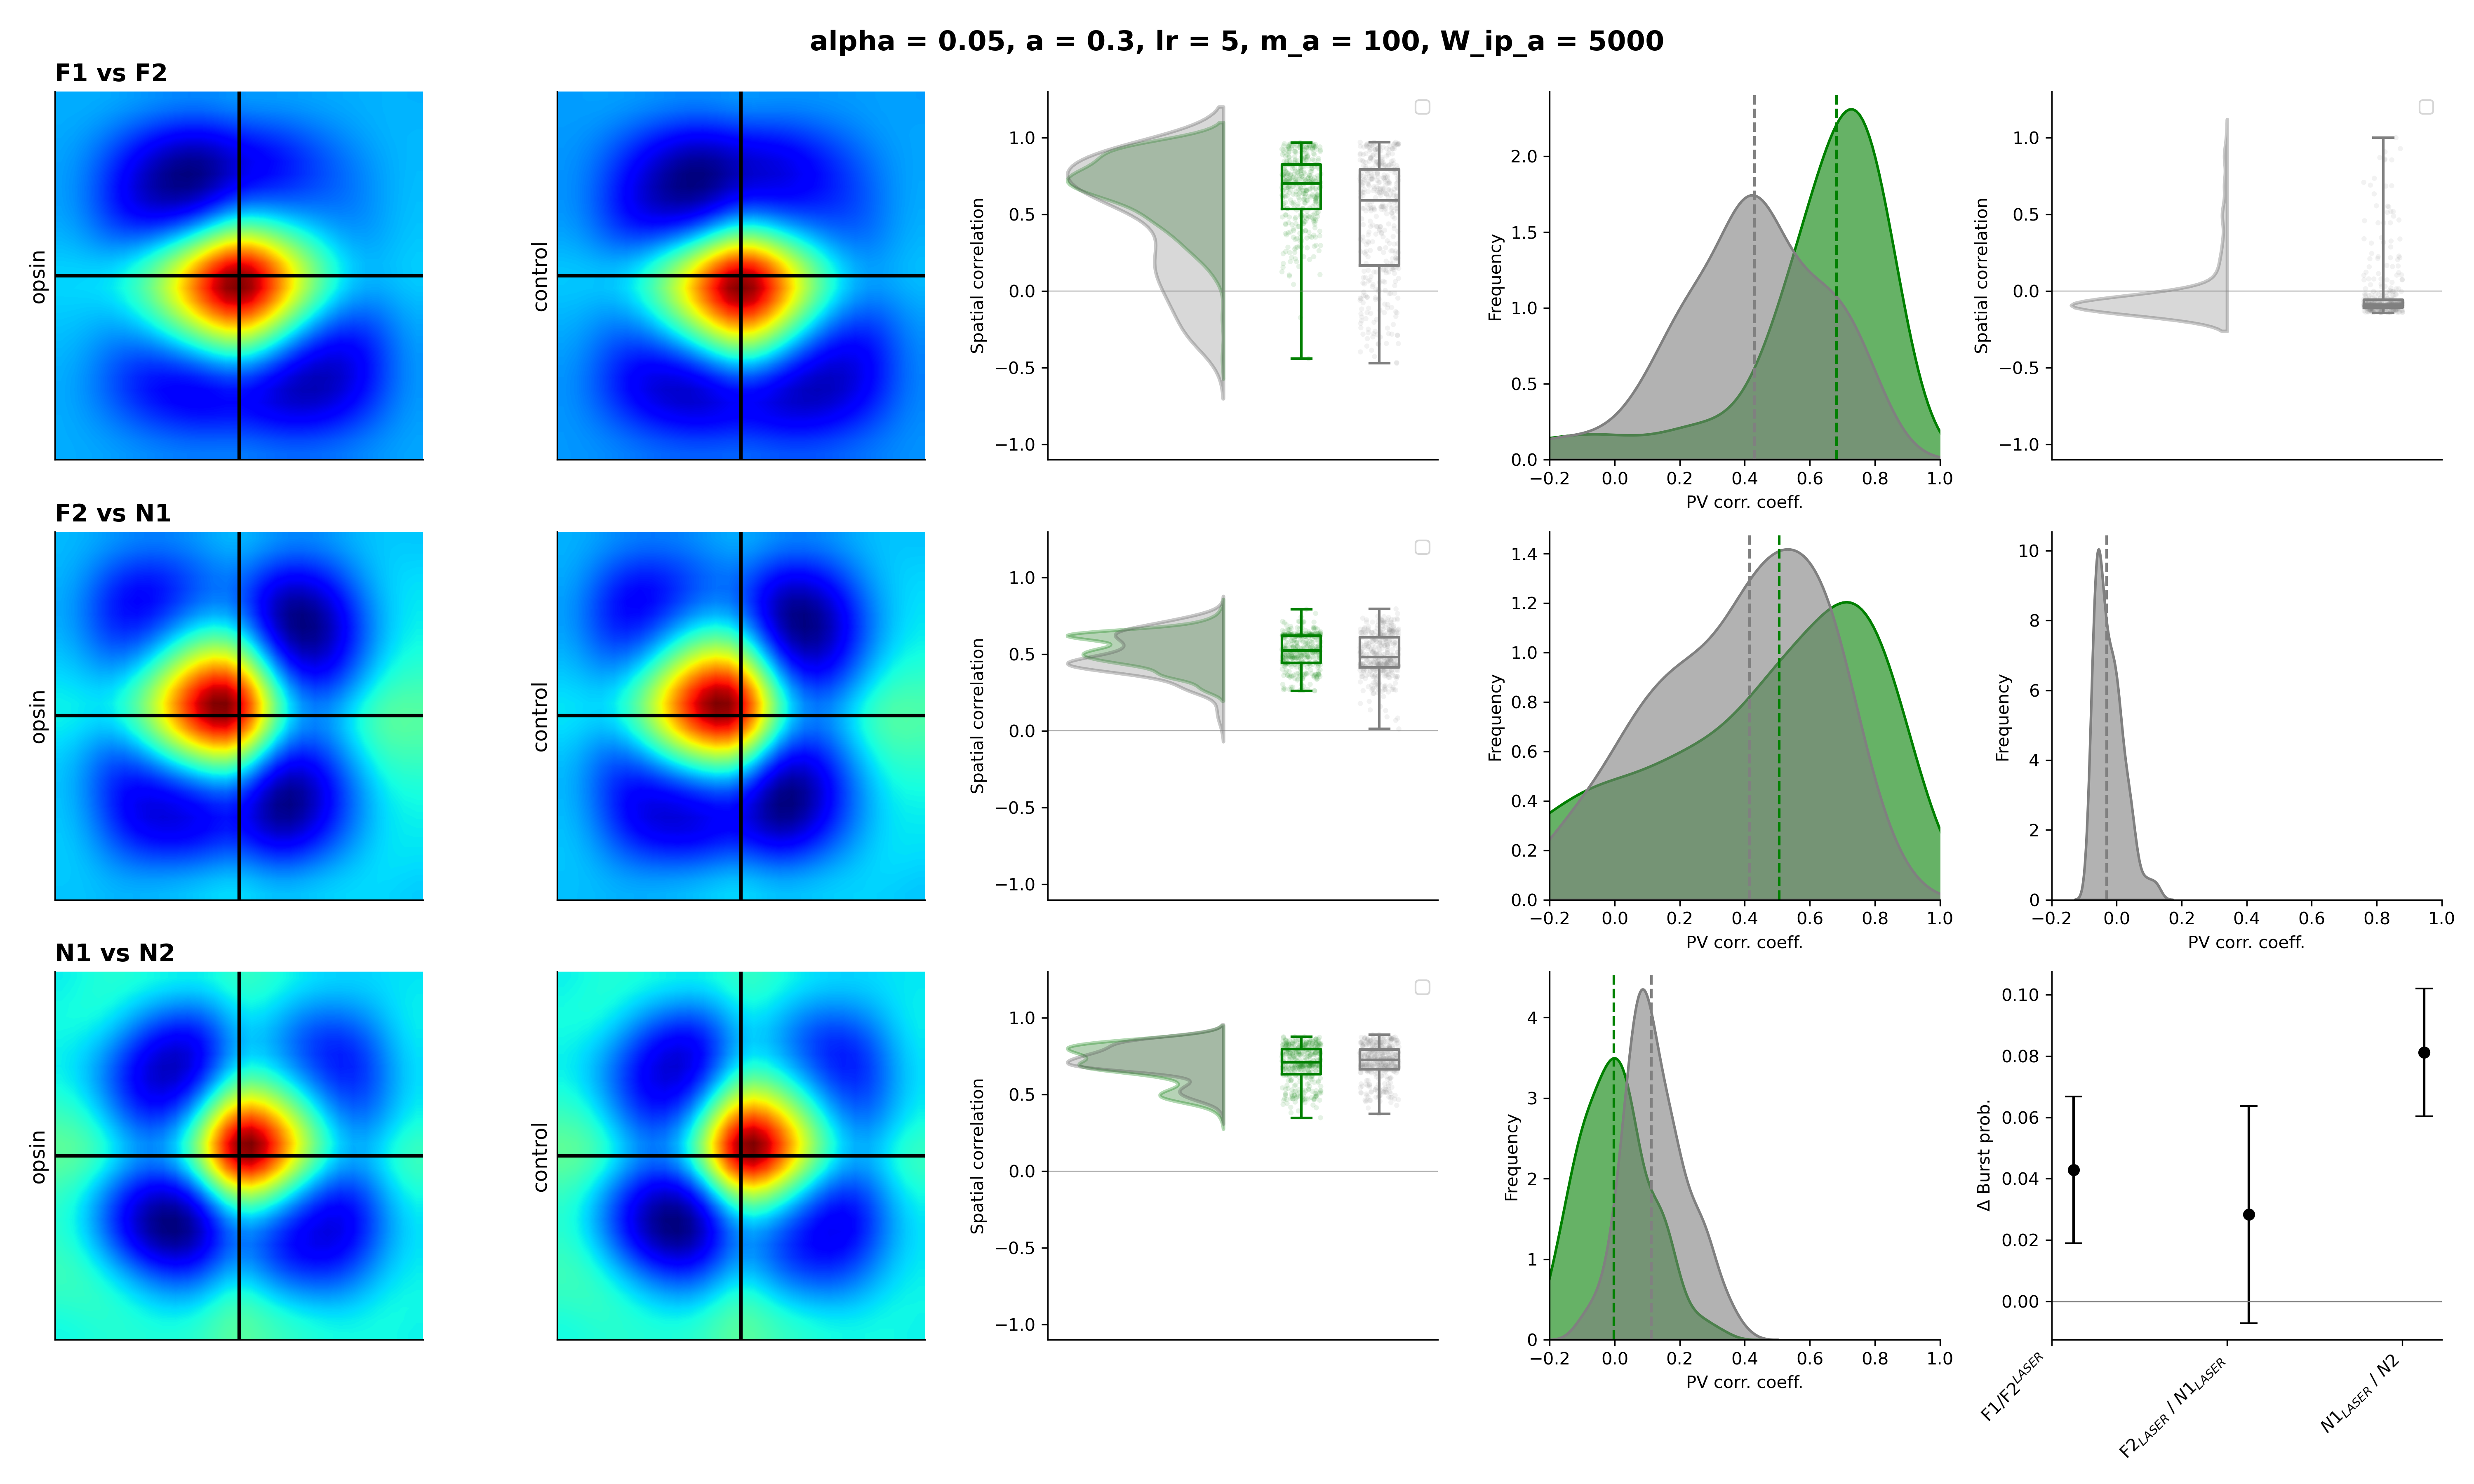 alpha = 0.05, a = 0.3, lr = 5, m_a = 100, W_ip_a = 5000
F1 vs F2
opsin
control
Spatial correlation
1.0
0.5
0.0
−0.5
−1.0
Frequency
2.0
1.5
1.0
0.5
0.0
−0.2 0.0 0.2 0.4 0.6 0.8 1.0
PV corr. coeff.
Spatial correlation
1.0
0.5
0.0
−0.5
−1.0
F2 vs N1
opsin
control
Spatial correlation
1.0
0.5
0.0
−0.5
−1.0
Frequency
1.4
1.2
1.0
0.8
0.6
0.4
0.2
0.0
−0.2 0.0 0.2 0.4 0.6 0.8 1.0
PV corr. coeff.
Frequency
10
8
6
4
2
0
−0.2 0.0 0.2 0.4 0.6 0.8 1.0
PV corr. coeff.
N1 vs N2
opsin
control
Spatial correlation
1.0
0.5
0.0
−0.5
−1.0
Frequency
4
3
2
1
0
−0.2 0.0 0.2 0.4 0.6 0.8 1.0
PV corr. coeff.
Δ Burst prob.
0.10
0.08
0.06
0.04
0.02
0.00
F1/F2LASER
F2LASER / N1LASER
N1LASER / N2